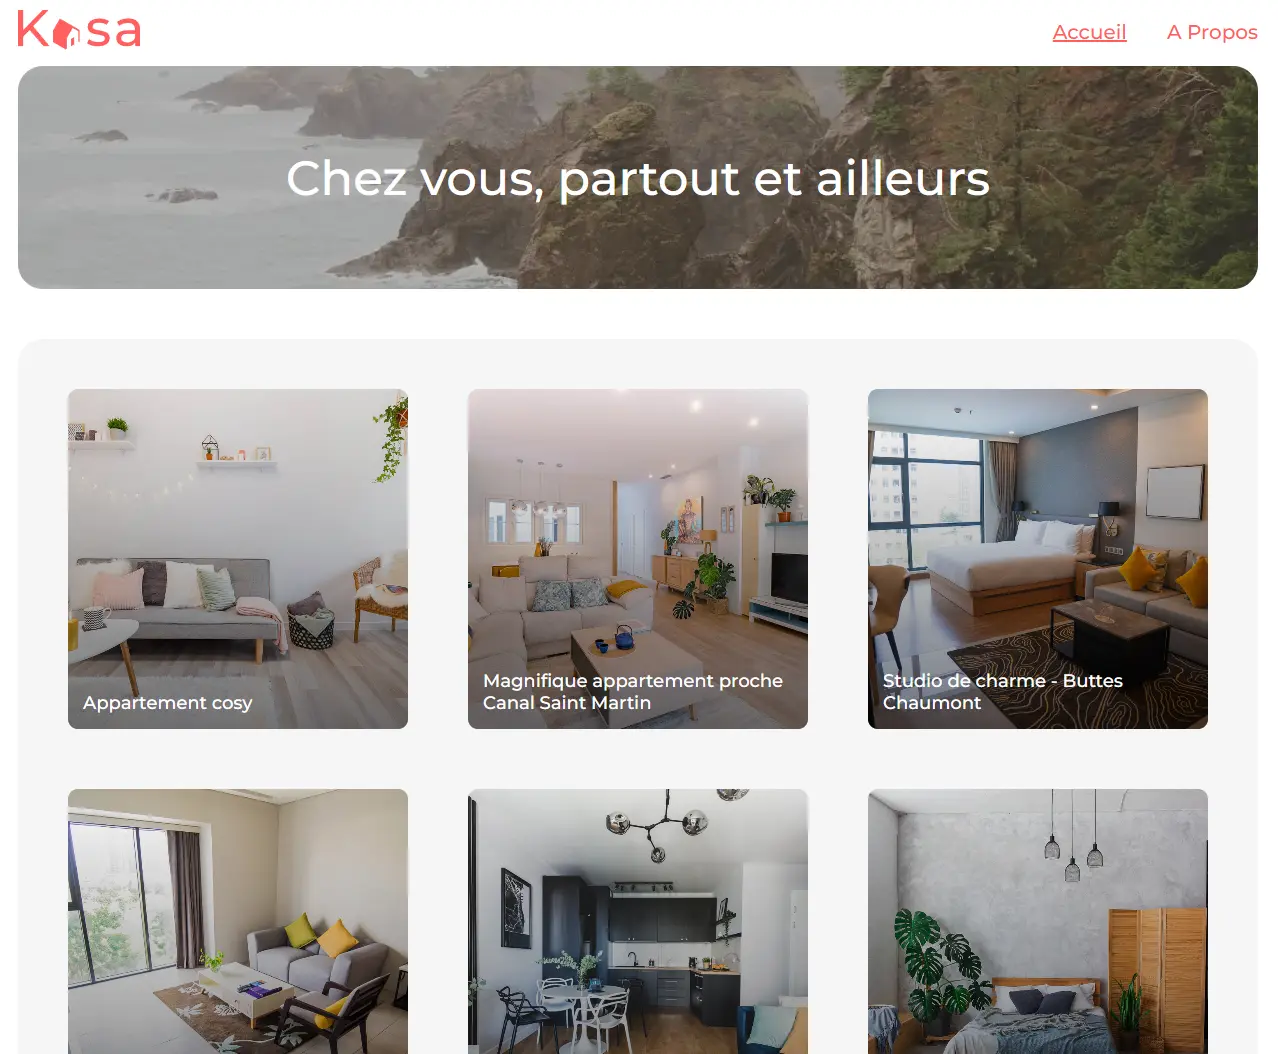 Kasa
Accueil
A Propos
Chez vous, partout et ailleurs
Appartement cosy
Magnifique appartement proche
Canal Saint Martin
Studio de charme - Buttes
Chaumont